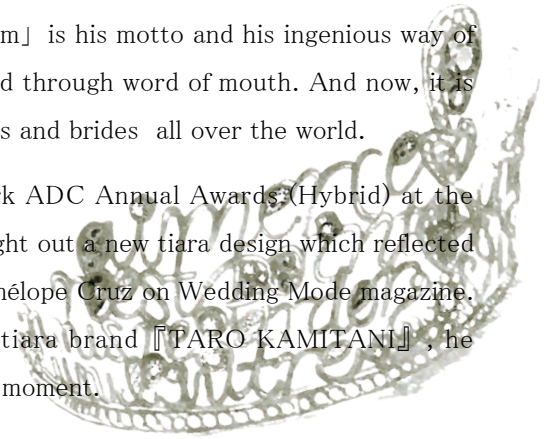 m」 is his motto and his ingenious way of
d through word of mouth. And now, it is
s and brides all over the world.
rk ADC Annual Awards (Hybrid) at the
ght out a new tiara design which reflected
nélope Cruz on Wedding Mode magazine.
tiara brand 『TARO KAMITANI』, he
moment.